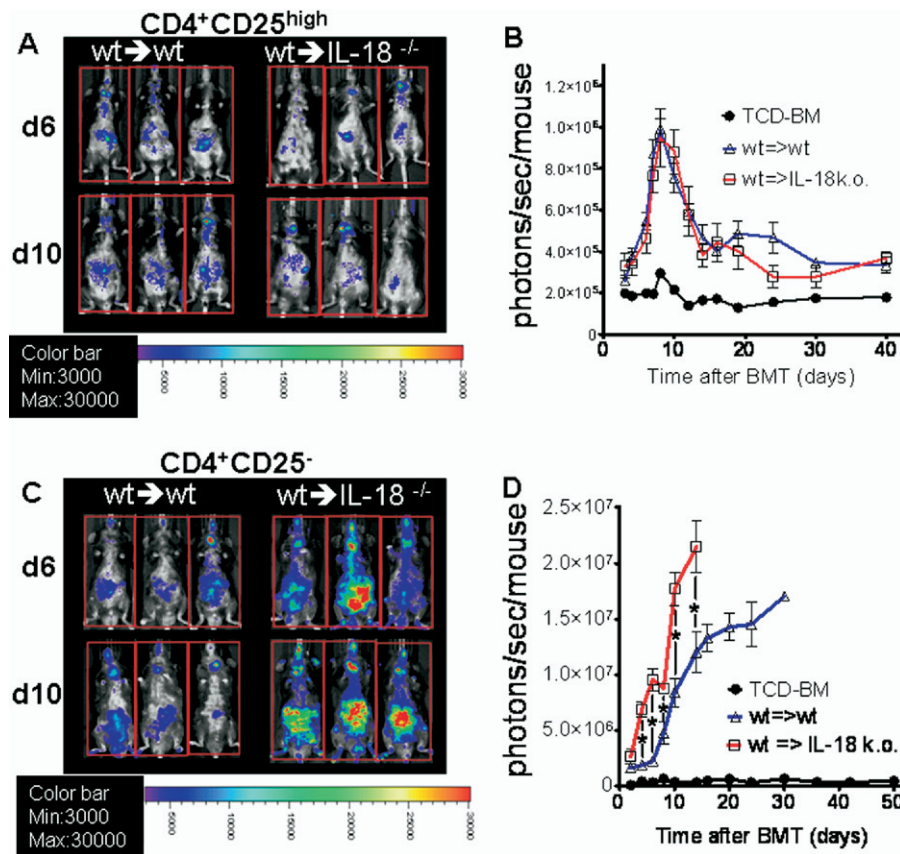 A
CD4+CD25high
wt➔wt
wt➔IL-18 -/-
d6
d10
Color bar
Min:3000
Max:30000
5000
10000
15000
20000
25000
30000
B
photons/sec/mouse
1.2×10⁶
1.0×10⁶
8.0×10⁵
6.0×10⁵
4.0×10⁵
2.0×10⁵
0
0
10
20
30
40
Time after BMT (days)
TCD-BM
wt=>wt
wt=>IL-18k.o.
C
CD4+CD25-
wt➔wt
wt➔IL-18 -/-
d6
d10
Color bar
Min:3000
Max:30000
5000
10000
15000
20000
25000
30000
D
photons/sec/mouse
2.5×10⁷
2.0×10⁷
1.5×10⁷
1.0×10⁷
5.0×10⁶
0
0
10
20
30
40
50
Time after BMT (days)
* * * * *
TCD-BM
wt=>wt
wt => IL-18 k.o.